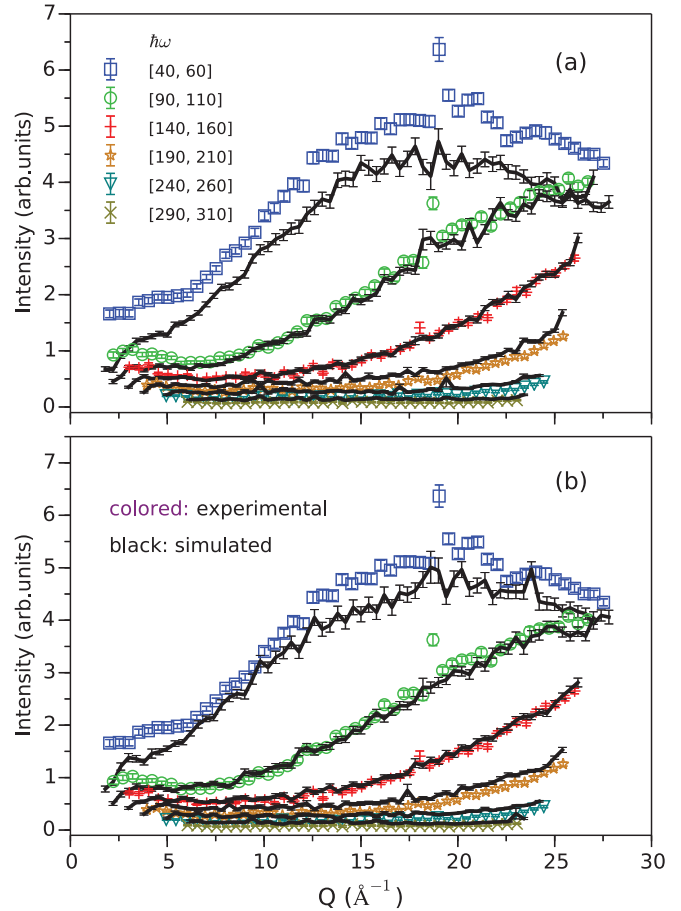 7
6
5
4
3
2
1
0
Intensity (arb.units)
ℏω
[40, 60]
[90, 110]
[140, 160]
[190, 210]
[240, 260]
[290, 310]
(a)
7
6
5
4
3
2
1
0
Intensity (arb.units)
(b)
colored: experimental
black: simulated
0 5 10 15 20 25 30
Q (Å⁻¹)